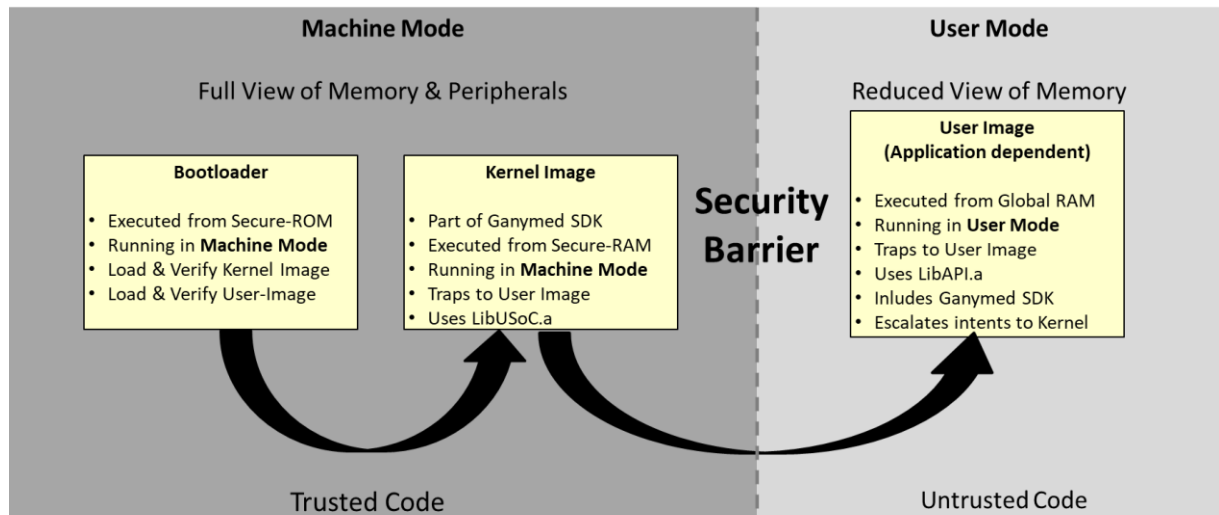 Machine Mode
Full View of Memory & Peripherals
Bootloader
• Executed from Secure-ROM
• Running in Machine Mode
• Load & Verify Kernel Image
• Load & Verify User-Image
Kernel Image
• Part of Ganymed SDK
• Executed from Secure-RAM
• Running in Machine Mode
• Traps to User Image
• Uses LibUSoC.a
Trusted Code
Security
Barrier
User Mode
Reduced View of Memory
User Image
(Application dependent)
• Executed from Global RAM
• Running in User Mode
• Traps to User Image
• Uses LibAPI.a
• Inludes Ganymed SDK
• Escalates intents to Kernel
Untrusted Code